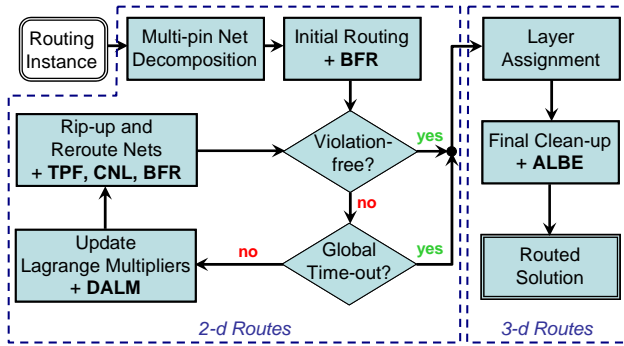 Routing
Instance
Multi-pin Net
Decomposition
Initial Routing
+ BFR
Layer
Assignment
Rip-up and
Reroute Nets
+ TPF, CNL, BFR
Violation-
free?
yes
Final Clean-up
+ ALBE
no
Update
Lagrange Multipliers
+ DALM
no
Global
Time-out?
yes
Routed
Solution
2-d Routes
3-d Routes